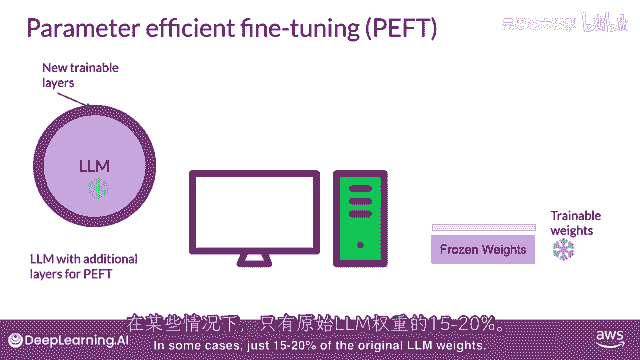 Parameter efficient fine-tuning (PEFT)
New trainable
layers
LLM
LLM with additional
layers for PEFT
Trainable
weights
Frozen Weights
在某些情况下，只有原始LLM权重的15-20%。
In some cases, just 15-20% of the original LLM weights.
DeepLearning.AI
aws